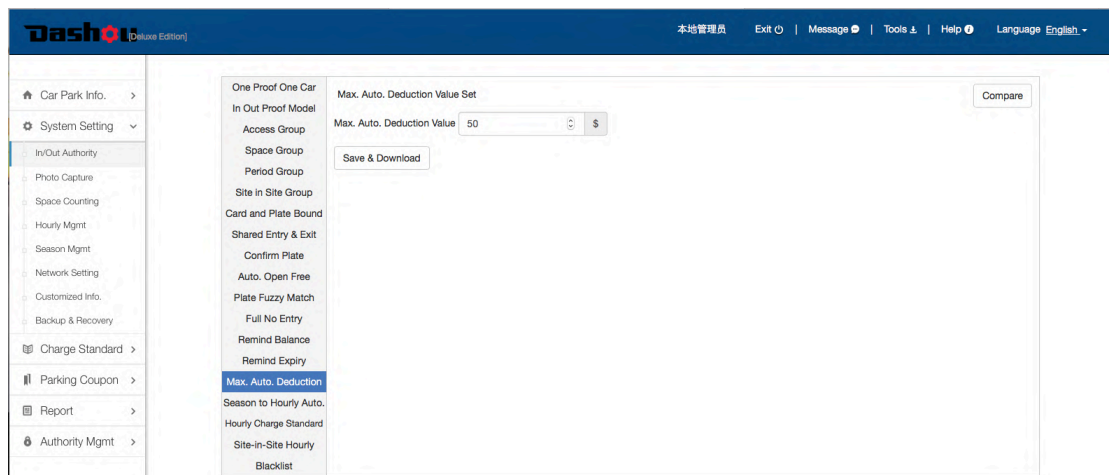 Dashou [Deluxe Edition] 本地管理员 Exit | Message | Tools | Help Language English
Car Park Info.
System Setting
In/Out Authority
Photo Capture
Space Counting
Hourly Mgmt
Season Mgmt
Network Setting
Customized Info.
Backup & Recovery
Charge Standard
Parking Coupon
Report
Authority Mgmt
One Proof One Car
In Out Proof Model
Access Group
Space Group
Period Group
Site in Site Group
Card and Plate Bound
Shared Entry & Exit
Confirm Plate
Auto. Open Free
Plate Fuzzy Match
Full No Entry
Remind Balance
Remind Expiry
Max. Auto. Deduction
Season to Hourly Auto.
Hourly Charge Standard
Site-in-Site Hourly
Blacklist
Max. Auto. Deduction Value Set
Compare
Max. Auto. Deduction Value 50 $
Save & Download